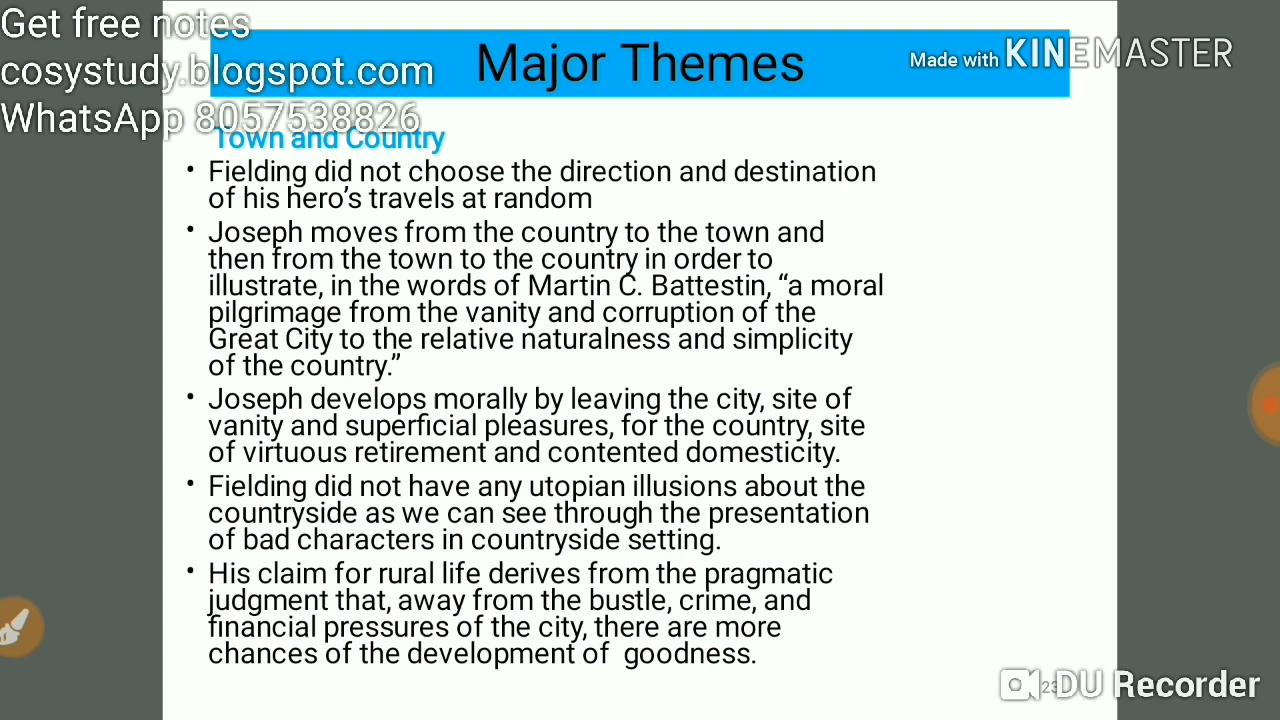 Get free notes
cosystudy.blogspot.com
WhatsApp 8057538826
Major Themes
Made with KINEMASTER
Town and Country
• Fielding did not choose the direction and destination
of his hero’s travels at random
• Joseph moves from the country to the town and
then from the town to the country in order to
illustrate, in the words of Martin C. Battestin, “a moral
pilgrimage from the vanity and corruption of the
Great City to the relative naturalness and simplicity
of the country.”
• Joseph develops morally by leaving the city, site of
vanity and superficial pleasures, for the country, site
of virtuous retirement and contented domesticity.
• Fielding did not have any utopian illusions about the
countryside as we can see through the presentation
of bad characters in countryside setting.
• His claim for rural life derives from the pragmatic
judgment that, away from the bustle, crime, and
financial pressures of the city, there are more
chances of the development of goodness.
23
DU Recorder